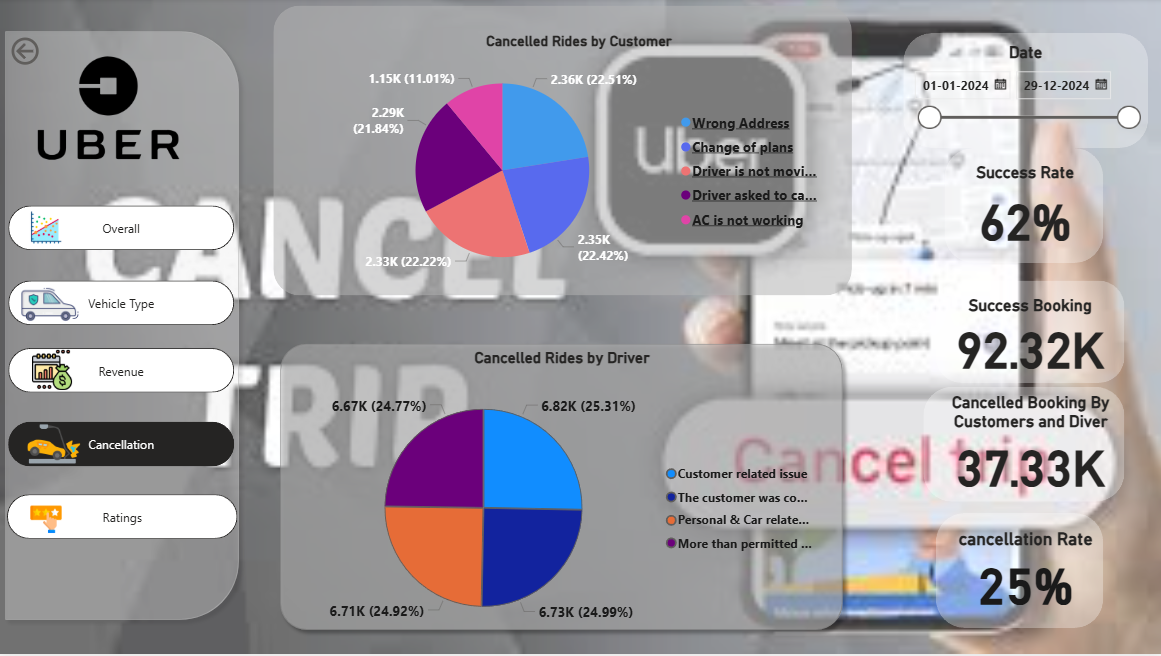 UBER
Overall
Vehicle Type
Revenue
Cancellation
Ratings
CANCEL
TRIP
Cancelled Rides by Customer
1.15K (11.01%)
2.36K (22.51%)
2.29K
(21.84%)
2.33K (22.22%)
2.35K
(22.42%)
uber
Wrong Address
Change of plans
Driver is not movi...
Driver asked to ca...
AC is not working
Cancelled Rides by Driver
6.67K (24.77%)
6.82K (25.31%)
6.71K (24.92%)
6.73K (24.99%)
Customer related issue
The customer was co...
Personal & Car relate...
More than permitted ...
Cancel trip
Date
01-01-2024
29-12-2024
Success Rate
62%
Success Booking
92.32K
Cancelled Booking By
Customers and Diver
37.33K
cancellation Rate
25%